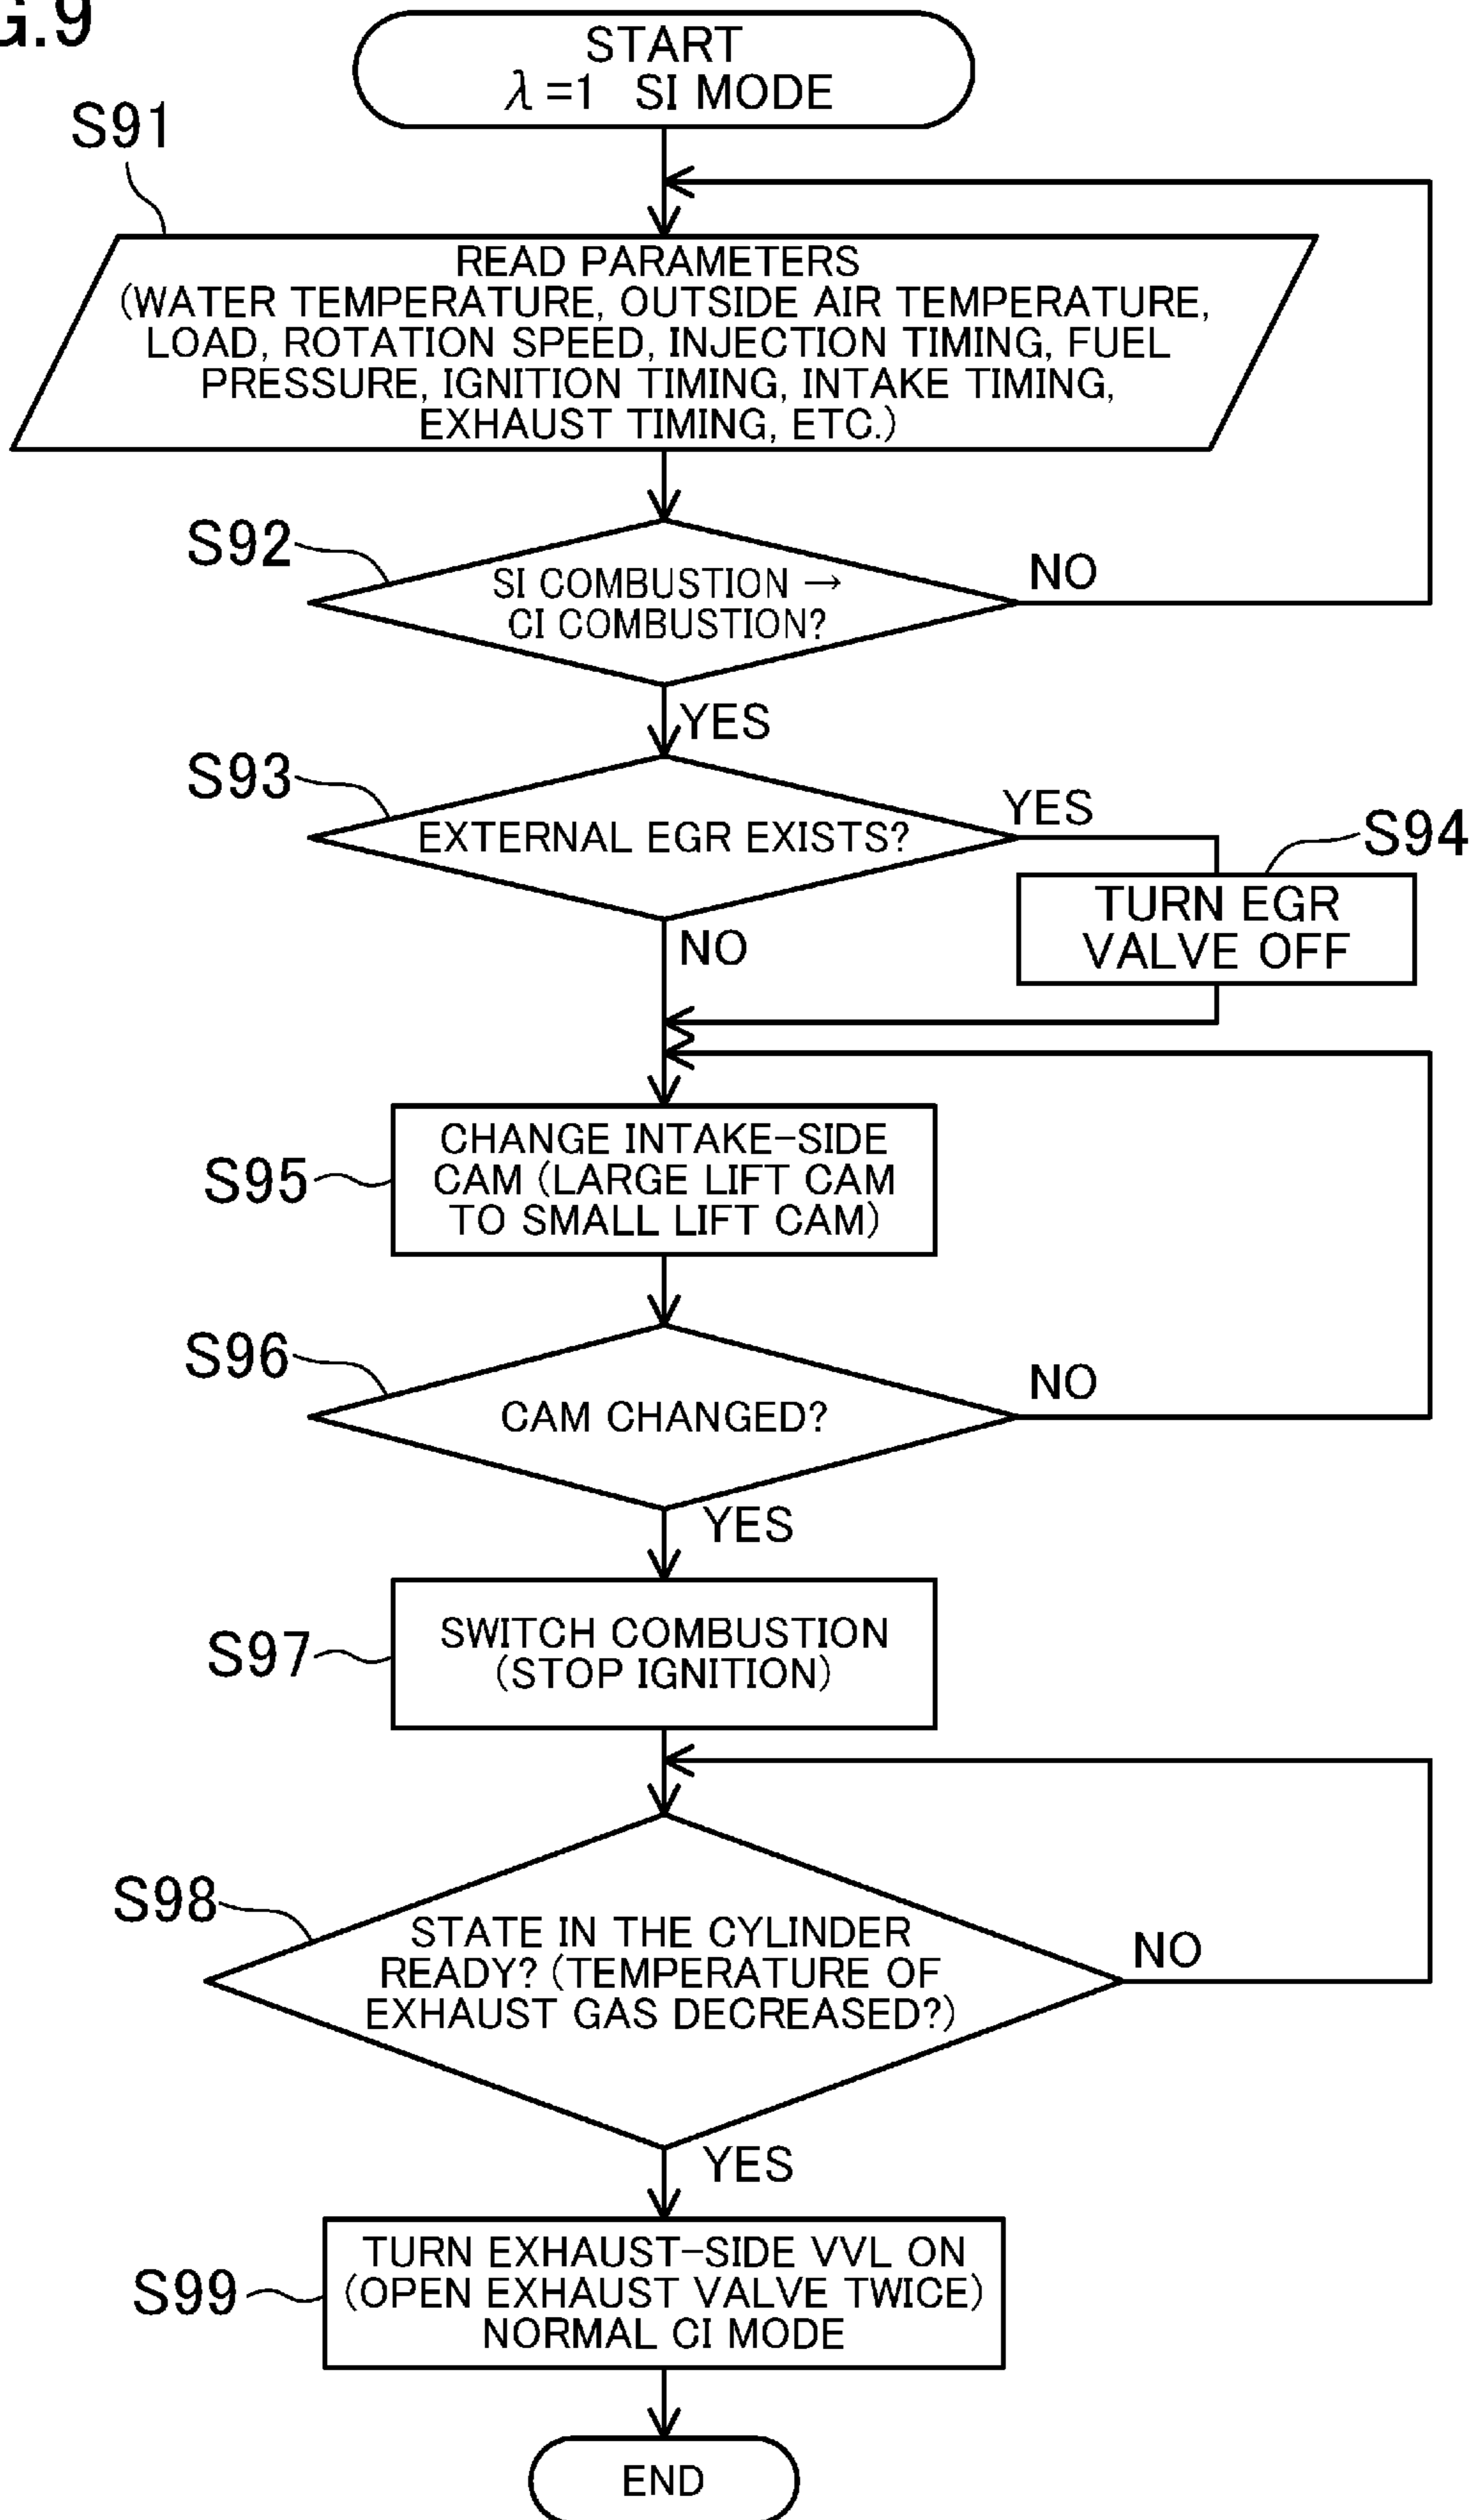 G.9
START
λ=1 SI MODE
S91
READ PARAMETERS
(WATER TEMPERATURE, OUTSIDE AIR TEMPERATURE,
LOAD, ROTATION SPEED, INJECTION TIMING, FUEL
PRESSURE, IGNITION TIMING, INTAKE TIMING,
EXHAUST TIMING, ETC.)
S92
SI COMBUSTION →
CI COMBUSTION?
NO
YES
S93
EXTERNAL EGR EXISTS?
YES
S94
TURN EGR
VALVE OFF
NO
S95
CHANGE INTAKE-SIDE
CAM (LARGE LIFT CAM
TO SMALL LIFT CAM)
S96
CAM CHANGED?
NO
YES
S97
SWITCH COMBUSTION
(STOP IGNITION)
S98
STATE IN THE CYLINDER
READY? (TEMPERATURE OF
EXHAUST GAS DECREASED?)
NO
YES
S99
TURN EXHAUST-SIDE VVL ON
(OPEN EXHAUST VALVE TWICE)
NORMAL CI MODE
END